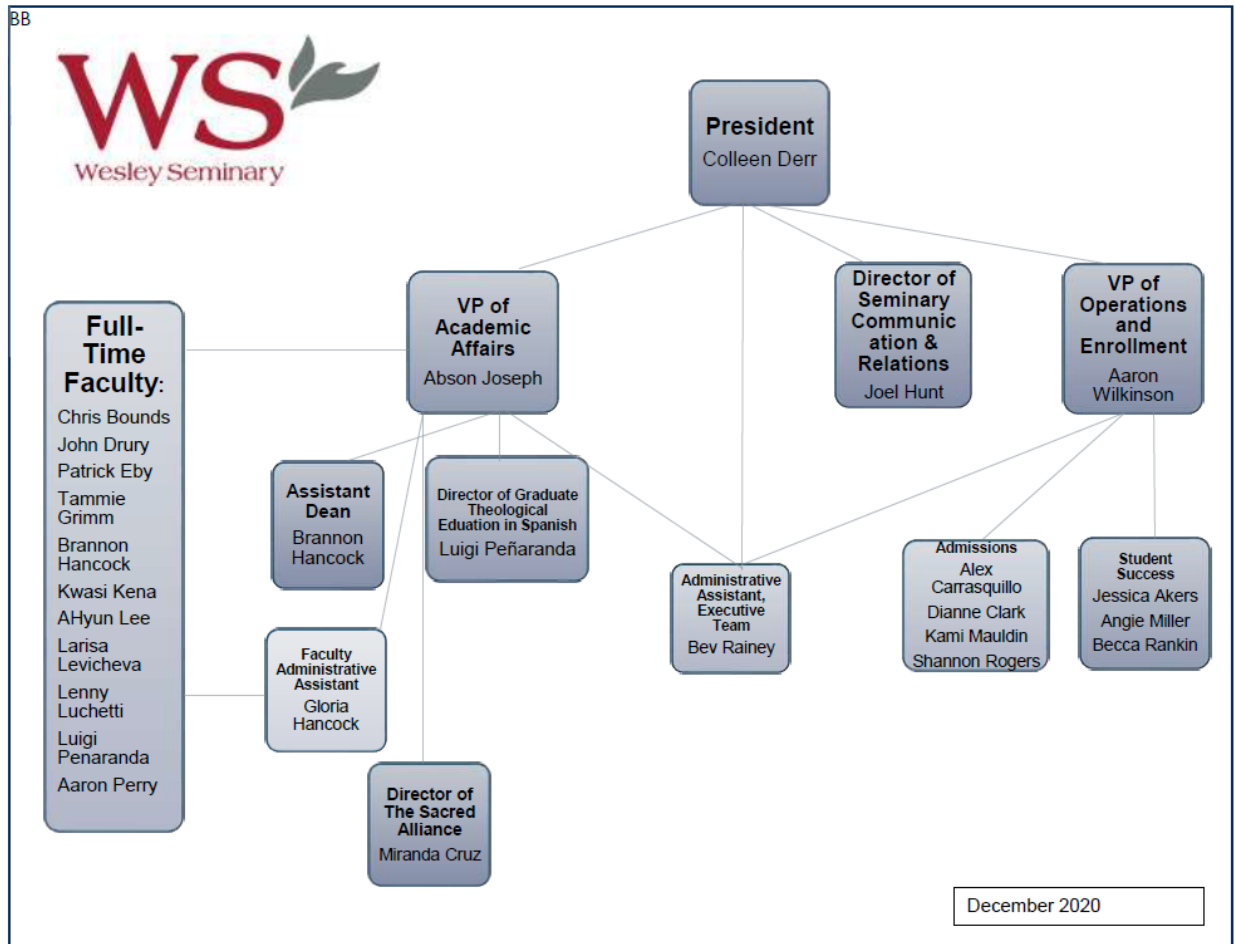 BB
WS
Wesley Seminary
President
Colleen Derr
VP of
Academic
Affairs
Abson Joseph
Director of
Seminary
Communic
ation &
Relations
Joel Hunt
VP of
Operations
and
Enrollment
Aaron
Wilkinson
Full-
Time
Faculty:
Chris Bounds
John Drury
Patrick Eby
Tammie
Grimm
Brannon
Hancock
Kwasi Kena
AHyun Lee
Larisa
Levicheva
Lenny
Luchetti
Luigi
Penaranda
Aaron Perry
Assistant
Dean
Brannon
Hancock
Director of Graduate
Theological
Eduation in Spanish
Luigi Peñaranda
Administrative
Assistant,
Executive
Team
Bev Rainey
Admissions
Alex
Carrasquillo
Dianne Clark
Kami Mauldin
Shannon Rogers
Student
Success
Jessica Akers
Angie Miller
Becca Rankin
Faculty
Administrative
Assistant
Gloria
Hancock
Director of
The Sacred
Alliance
Miranda Cruz
December 2020